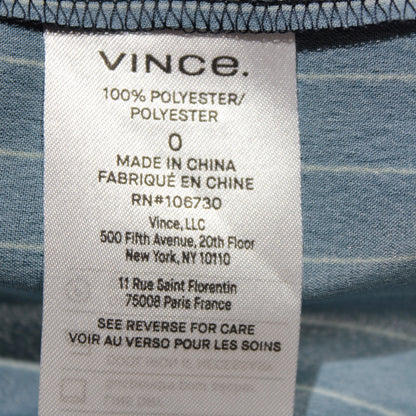 VINCE.
100% POLYESTER/
POLYESTER
0
MADE IN CHINA
FABRIQUÉ EN CHINE
RN#106730
Vince, LLC
500 Fifth Avenue, 20th Floor
New York, NY 10110
11 Rue Saint Florentin
75008 Paris France
SEE REVERSE FOR CARE
VOIR AU VERSO POUR LES SOINS